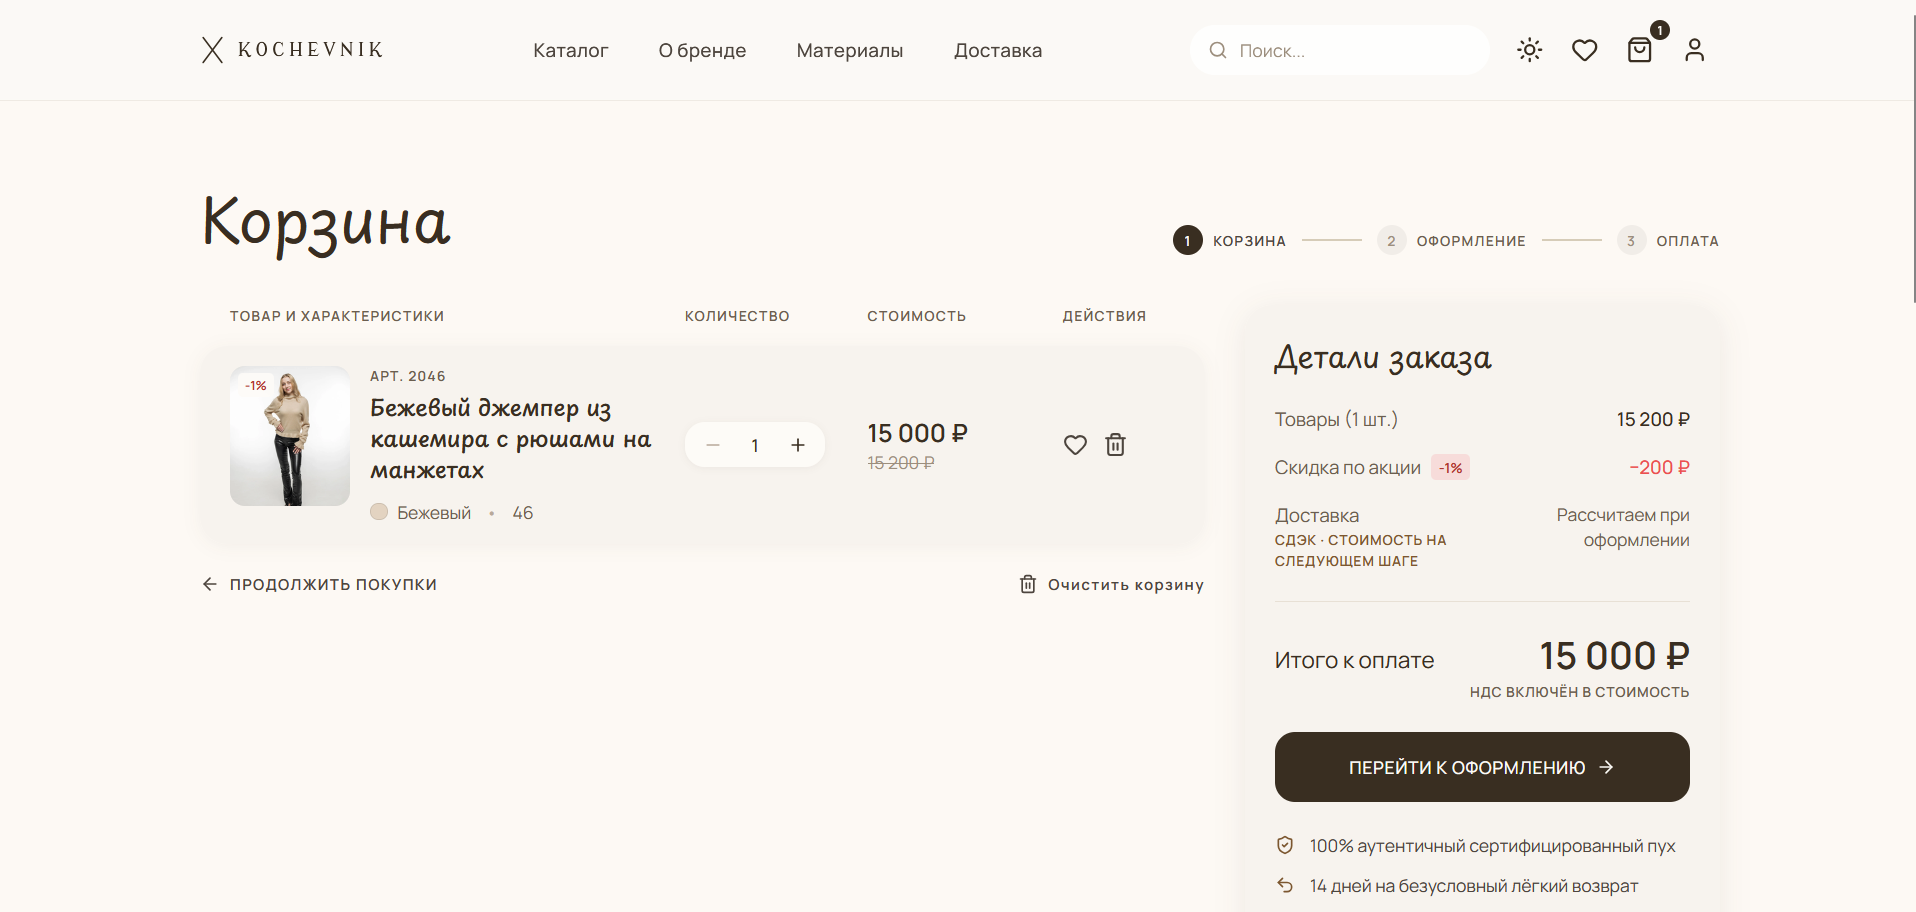 KOCHEVNIK
Каталог
О бренде
Материалы
Доставка
Поиск...
1
Корзина
1 КОРЗИНА
2 ОФОРМЛЕНИЕ
3 ОПЛАТА
ТОВАР И ХАРАКТЕРИСТИКИ
КОЛИЧЕСТВО
СТОИМОСТЬ
ДЕЙСТВИЯ
-1%
АРТ. 2046
Бежевый джемпер из
кашемира с рюшами на
манжетах
Бежевый • 46
1
15 000 ₽
15 200 ₽
ПРОДОЛЖИТЬ ПОКУПКИ
Очистить корзину
Детали заказа
Товары (1 шт.) 15 200 ₽
Скидка по акции -1% −200 ₽
Доставка
СДЭК · СТОИМОСТЬ НА
СЛЕДУЮЩЕМ ШАГЕ
Рассчитаем при
оформлении
Итого к оплате 15 000 ₽
НДС ВКЛЮЧЁН В СТОИМОСТЬ
ПЕРЕЙТИ К ОФОРМЛЕНИЮ
100% аутентичный сертифицированный пух
14 дней на безусловный лёгкий возврат